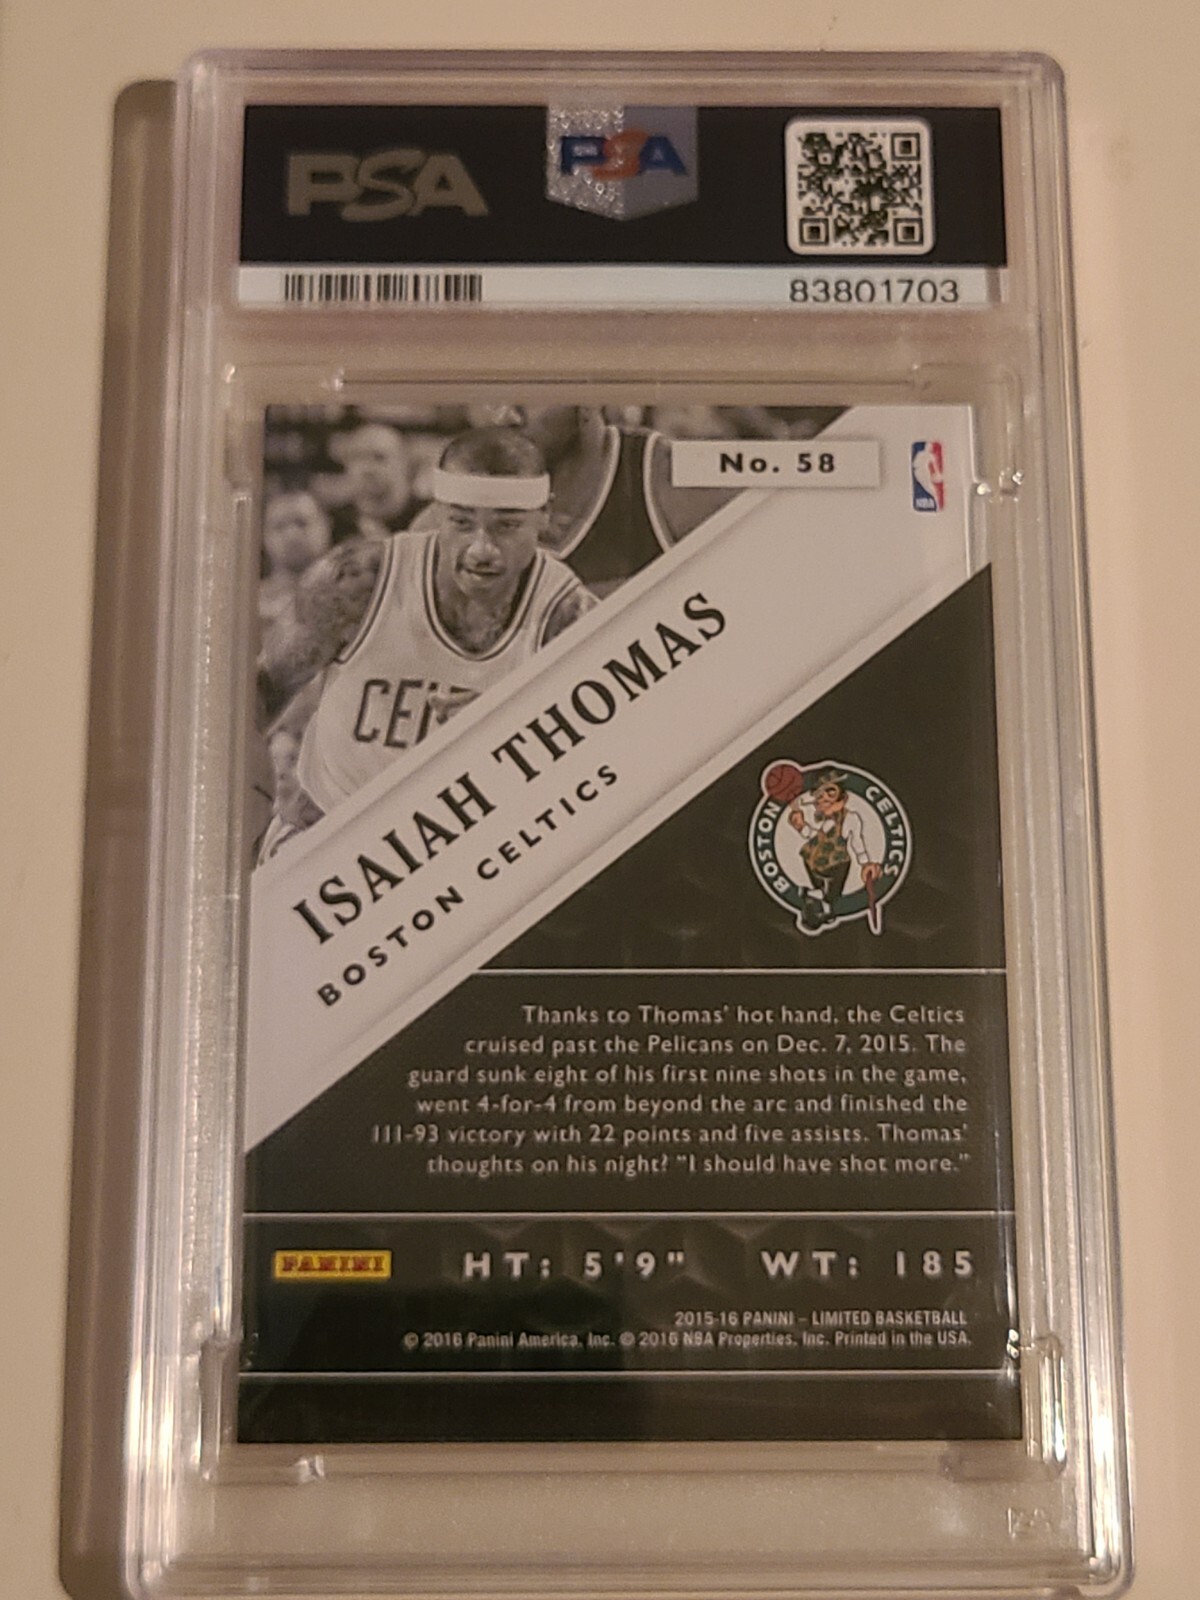 PSA
PSA
83801703
No. 58
NBA
ISAIAH THOMAS
BOSTON CELTICS
BOSTON CELTICS
Thanks to Thomas' hot hand, the Celtics
cruised past the Pelicans on Dec. 7, 2015. The
guard sunk eight of his first nine shots in the game,
went 4-for-4 from beyond the arc and finished the
111-93 victory with 22 points and five assists. Thomas'
thoughts on his night? "I should have shot more."
PANINI
HT: 5'9" WT: 185
2015-16 PANINI – LIMITED BASKETBALL
© 2016 Panini America, Inc. © 2016 NBA Properties, Inc. Printed in the USA.